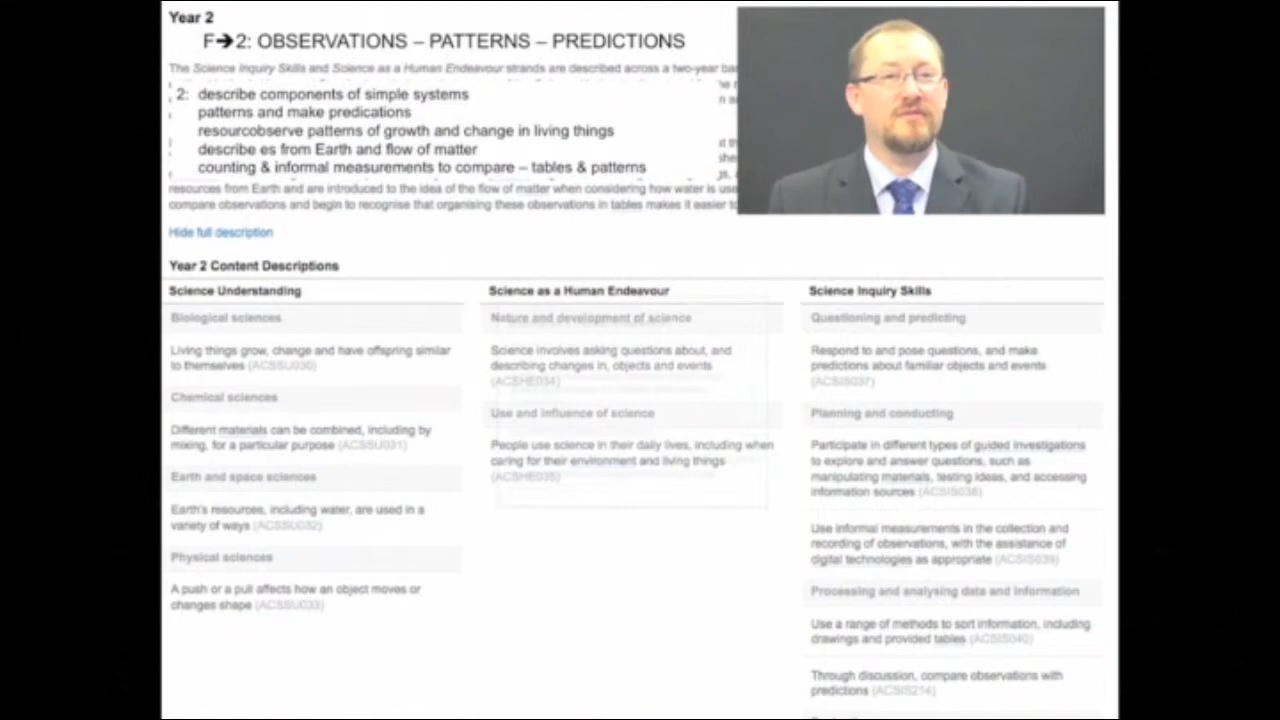 Year 2
F➔2: OBSERVATIONS – PATTERNS – PREDICTIONS
The Science Inquiry Skills and Science as a Human Endeavour strands are described across a two-year
2: describe components of simple systems
patterns and make predications
resourcobserve patterns of growth and change in living things
describe es from Earth and flow of matter
counting & informal measurements to compare – tables & patterns
resources from Earth and are introduced to the idea of the flow of matter when considering how water is use
compare observations and begin to recognise that organising these observations in tables makes it easier
Hide full description
Year 2 Content Descriptions
Science Understanding
Biological sciences
Living things grow, change and have offspring similar
to themselves (ACSSU030)
Chemical sciences
Different materials can be combined, including by
mixing, for a particular purpose (ACSSU031)
Earth and space sciences
Earth's resources, including water, are used in a
variety of ways (ACSSU032)
Physical sciences
A push or a pull affects how an object moves or
changes shape (ACSSU033)
Science as a Human Endeavour
Nature and development of science
Science involves asking questions about, and
describing changes in, objects and events
(ACSHE034)
Use and influence of science
People use science in their daily lives, including when
caring for their environment and living things
(ACSHE035)
Science Inquiry Skills
Questioning and predicting
Respond to and pose questions, and make
predictions about familiar objects and events
(ACSIS037)
Planning and conducting
Participate in different types of guided investigations
to explore and answer questions, such as
manipulating materials, testing ideas, and accessing
information sources (ACSIS038)
Use informal measurements in the collection and
recording of observations, with the assistance of
digital technologies as appropriate (ACSIS039)
Processing and analysing data and information
Use a range of methods to sort information, including
drawings and provided tables (ACSIS040)
Through discussion, compare observations with
predictions (ACSIS214)